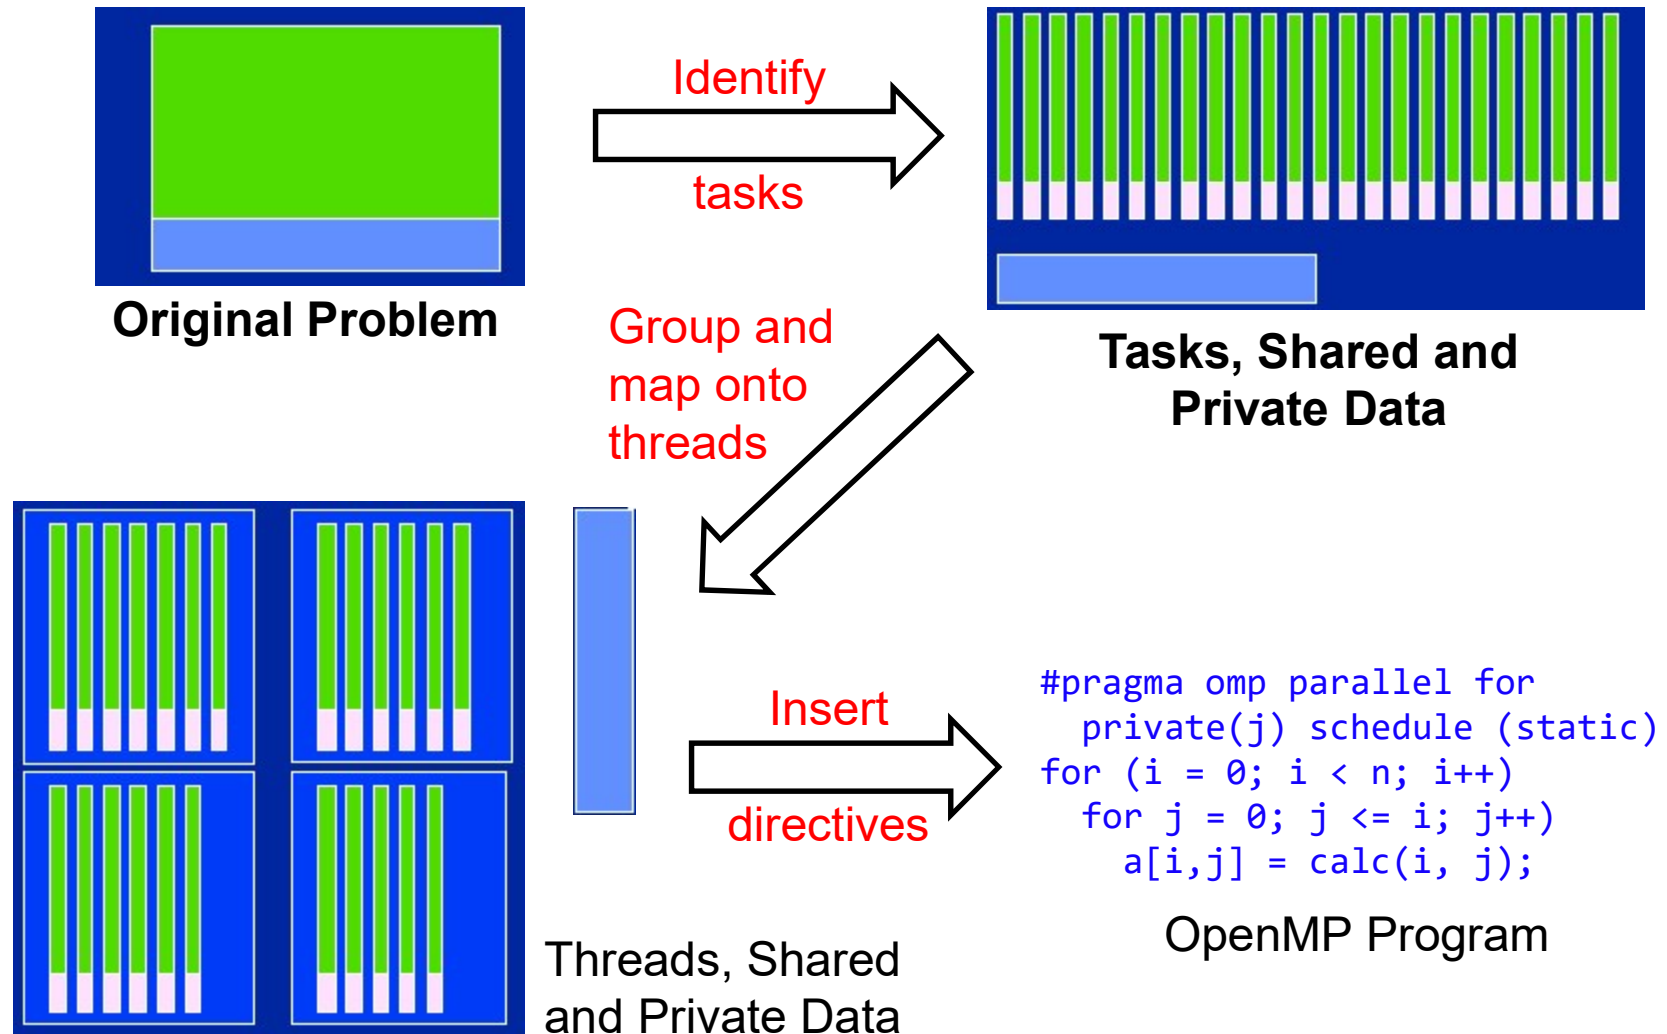 Identify
tasks
Original Problem
Tasks, Shared and
Private Data
Group and
map onto
threads
Insert
directives
#pragma omp parallel for
private(j) schedule (static)
for (i = 0; i < n; i++)
for j = 0; j <= i; j++)
a[i,j] = calc(i, j);
OpenMP Program
Threads, Shared
and Private Data